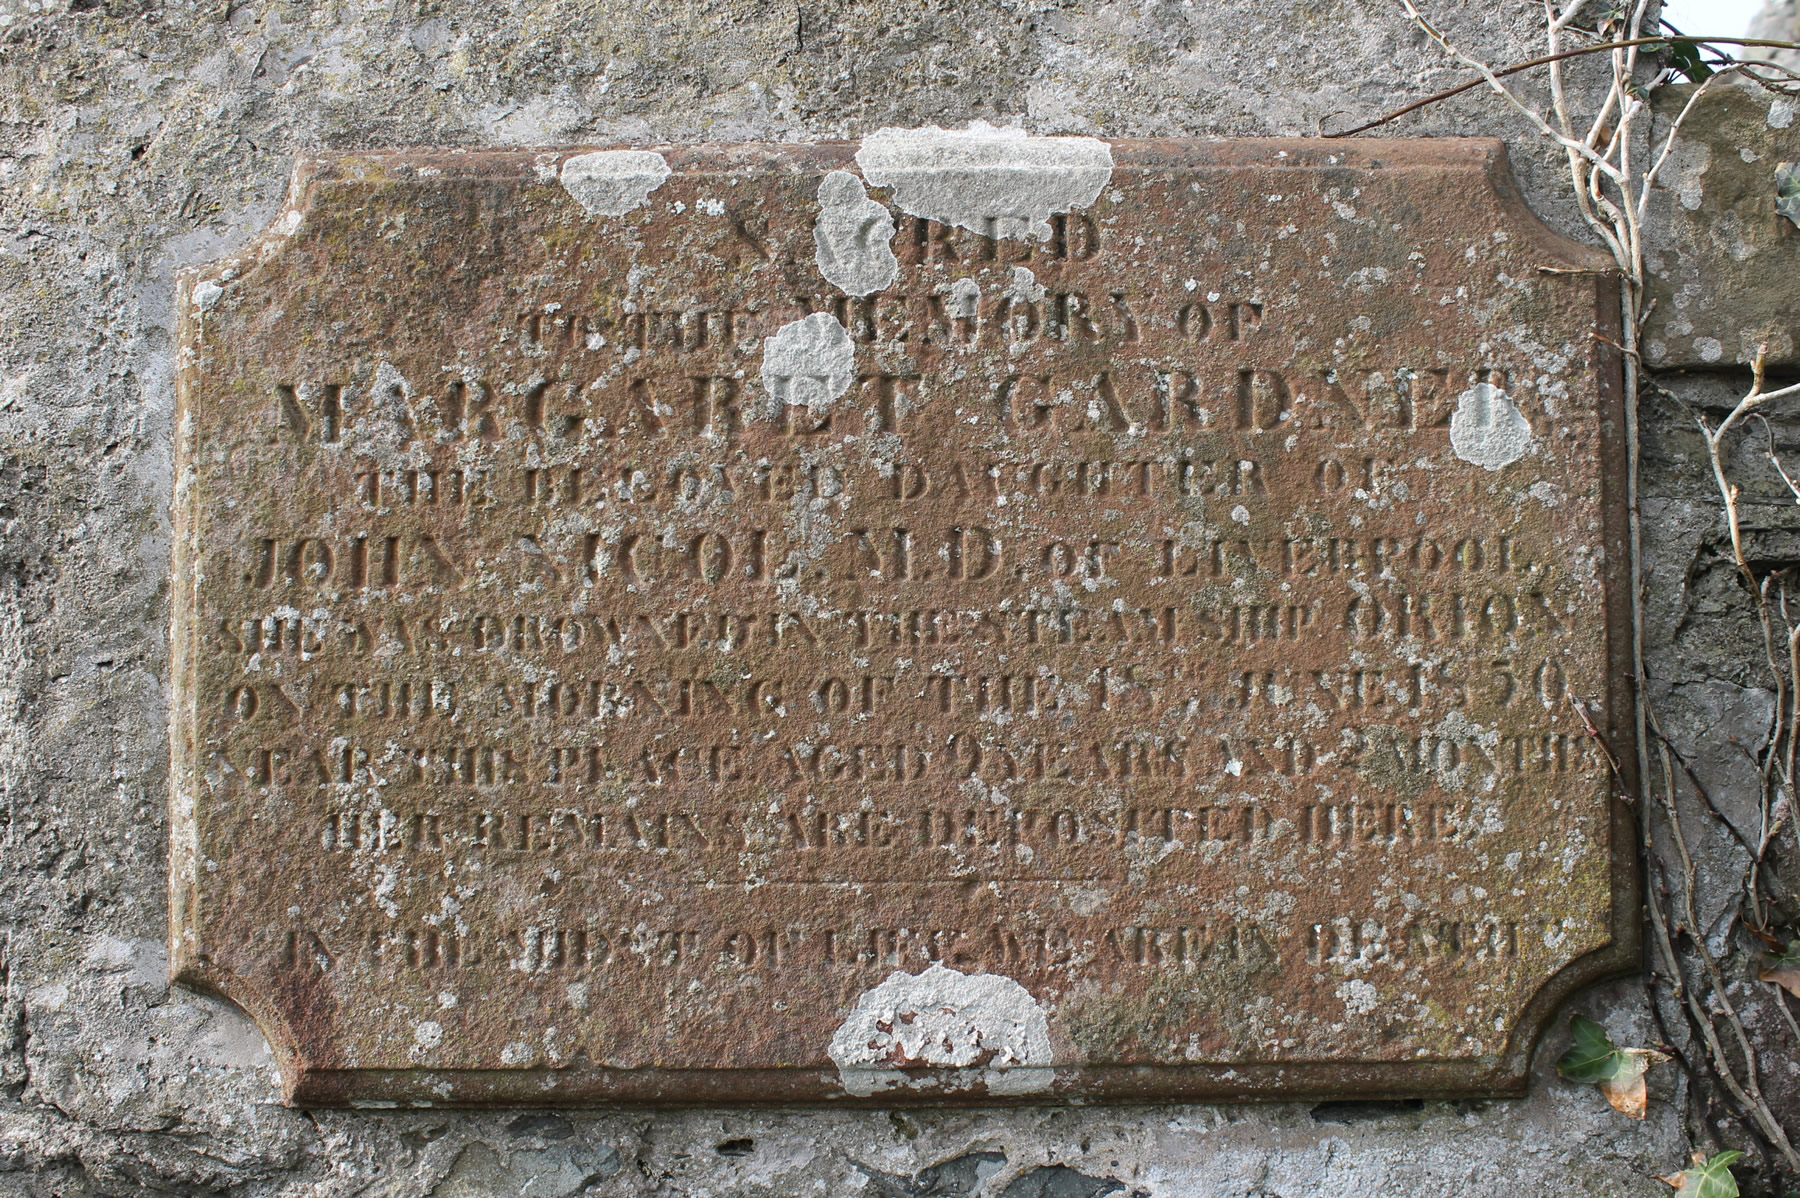 SACRED
TO THE MEMORY OF
MARGARET GARDNER
THE BELOVED DAUGHTER OF
JOHN NICOL. M.D. OF LIVERPOOL,
SHE WAS DROWNED IN THE STEAM SHIP ORION
ON THE MORNING OF THE 18TH JUNE 1850
NEAR THIS PLACE AGED 9 YEARS AND 2 MONTHS
HER REMAINS ARE DEPOSITED HERE
IN THE MIDST OF LIFE WE ARE IN DEATH